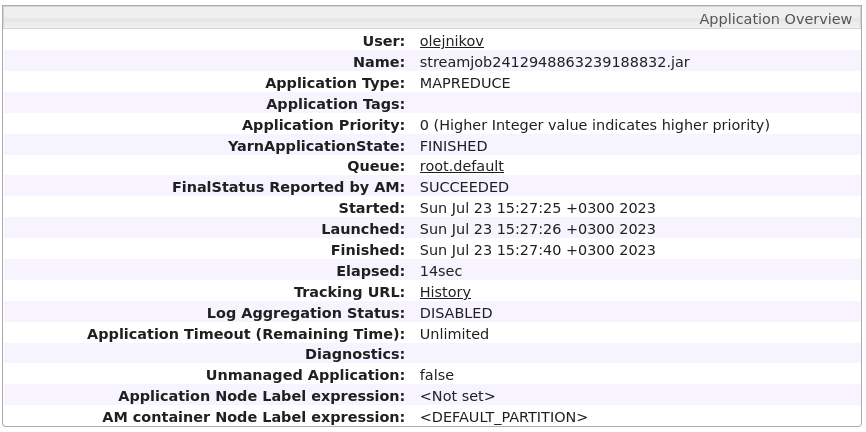 Application Overview
User: olejnikov
Name: streamjob2412948863239188832.jar
Application Type: MAPREDUCE
Application Tags:
Application Priority: 0 (Higher Integer value indicates higher priority)
YarnApplicationState: FINISHED
Queue: root.default
FinalStatus Reported by AM: SUCCEEDED
Started: Sun Jul 23 15:27:25 +0300 2023
Launched: Sun Jul 23 15:27:26 +0300 2023
Finished: Sun Jul 23 15:27:40 +0300 2023
Elapsed: 14sec
Tracking URL: History
Log Aggregation Status: DISABLED
Application Timeout (Remaining Time): Unlimited
Diagnostics:
Unmanaged Application: false
Application Node Label expression: <Not set>
AM container Node Label expression: <DEFAULT_PARTITION>